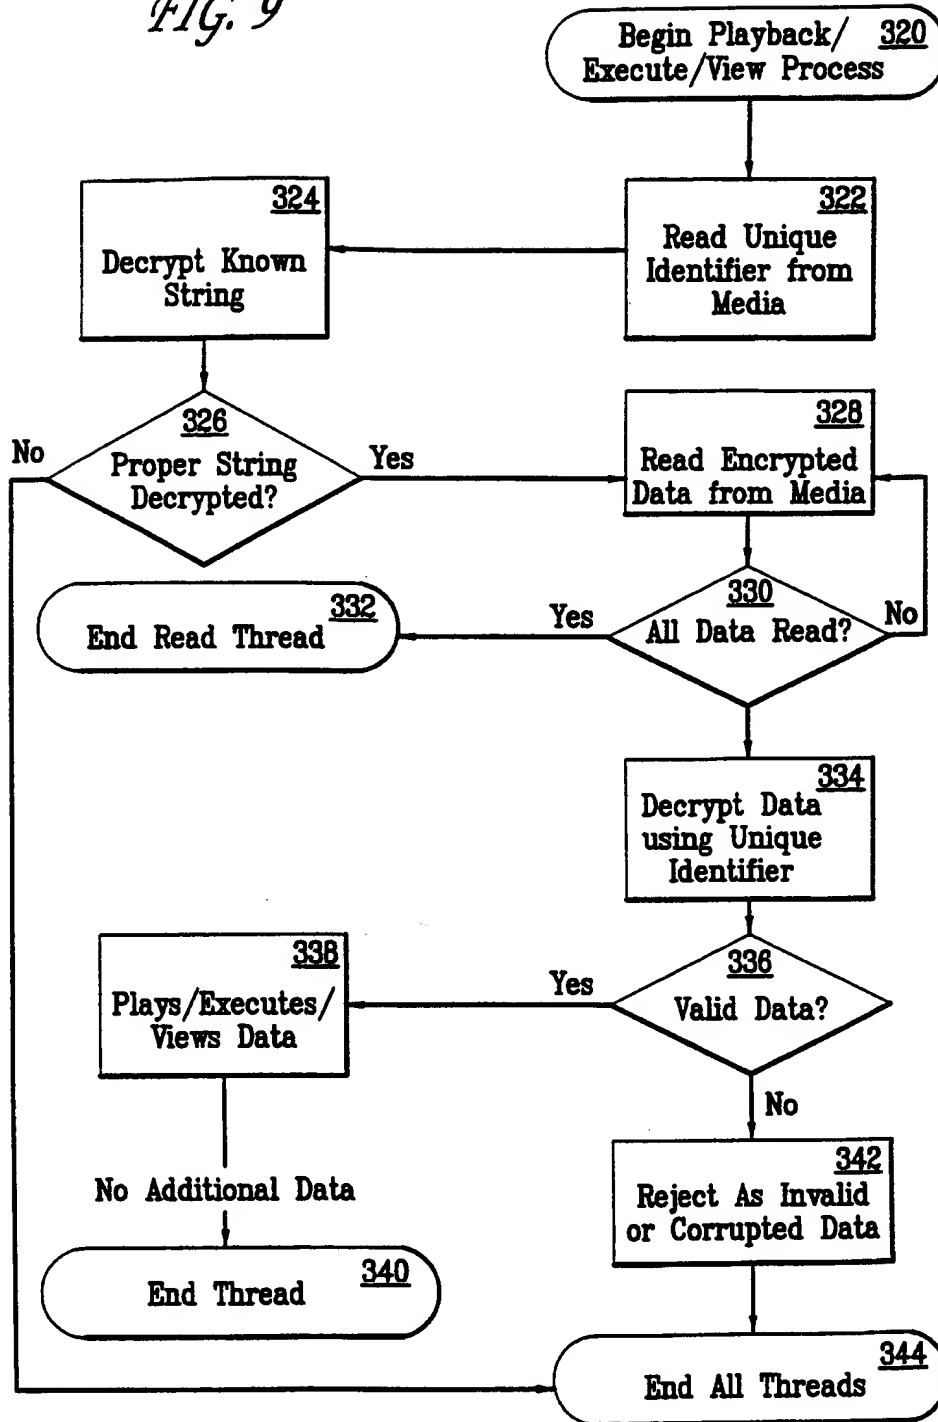 FIG. 9
Begin Playback/ 320
Execute/View Process
322
Read Unique
Identifier from
Media
324
Decrypt Known
String
326
Proper String
Decrypted?
No
Yes
328
Read Encrypted
Data from Media
330
All Data Read?
Yes
No
332
End Read Thread
334
Decrypt Data
using Unique
Identifier
336
Valid Data?
Yes
No
338
Plays/Executes/
Views Data
No Additional Data
340
End Thread
342
Reject As Invalid
or Corrupted Data
344
End All Threads